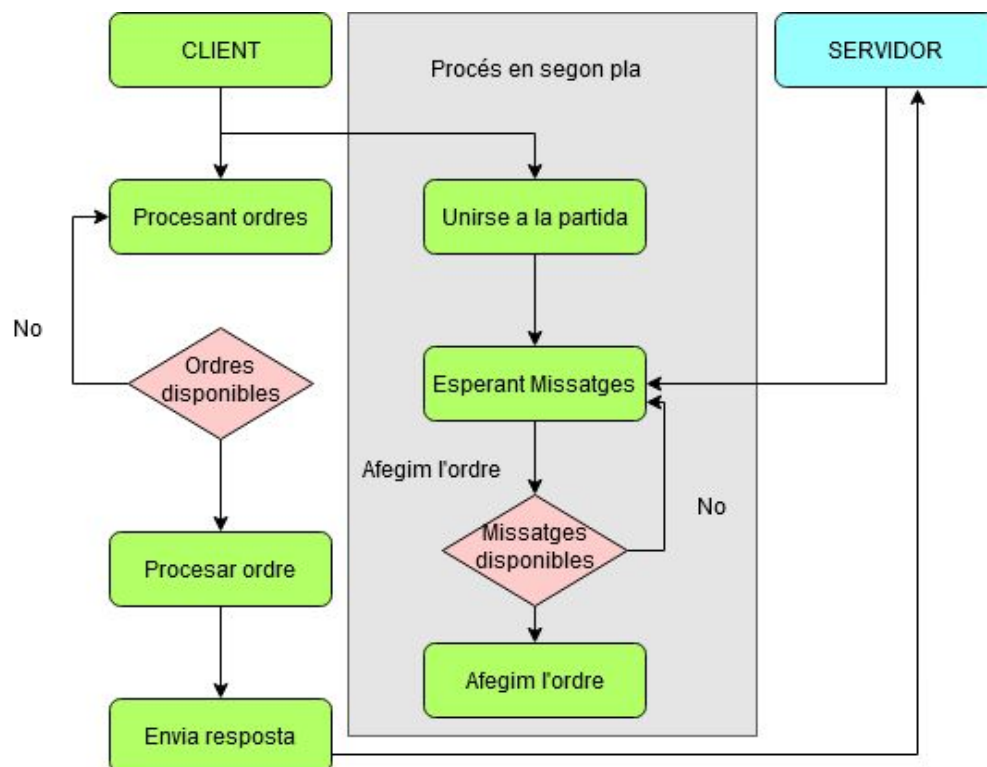 CLIENT
Procés en segon pla
SERVIDOR
Procesant ordres
Unirse a la partida
No
Ordres
disponibles
Esperant Missatges
Afegim l'ordre
Missatges
disponibles
No
Procesar ordre
Afegim l'ordre
Envia resposta